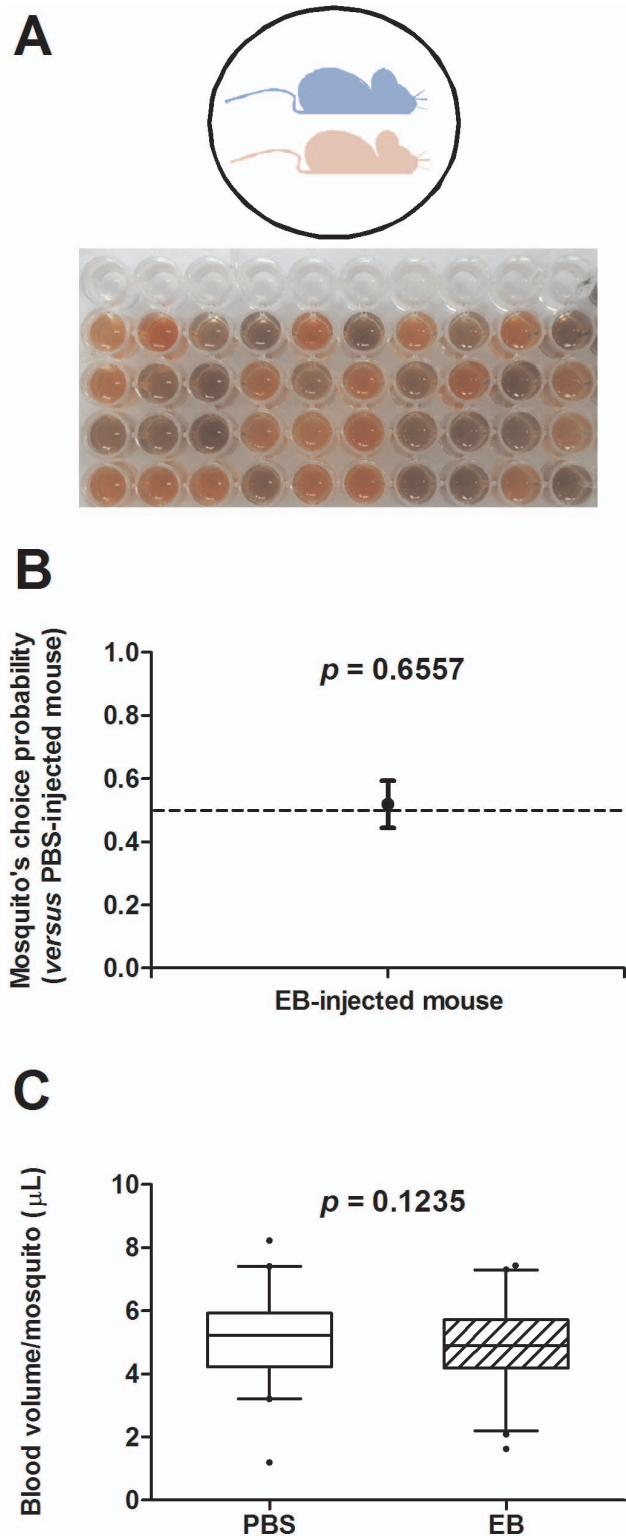 A
B
Mosquito's choice probability
(versus PBS-injected mouse)
1.0
0.8
0.6
0.4
0.2
0.0
p = 0.6557
EB-injected mouse
C
Blood volume/mosquito (μL)
10
8
6
4
2
0
p = 0.1235
PBS
EB